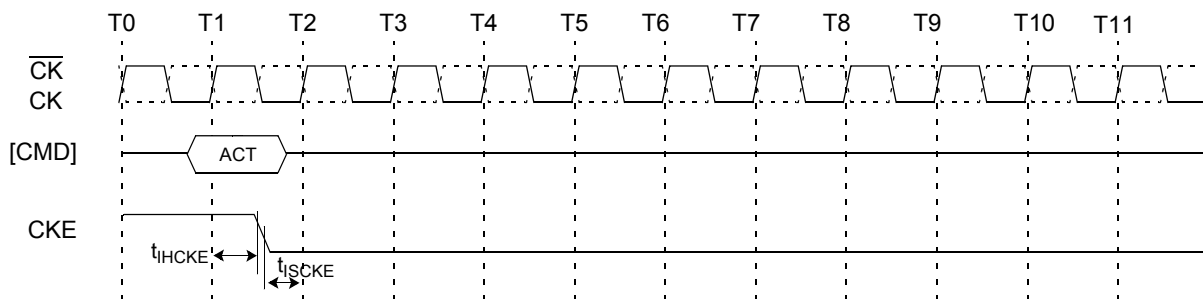 T0 T1 T2 T3 T4 T5 T6 T7 T8 T9 T10 T11
CK
CK
[CMD] ACT
CKE
tIHCKE
tISCKE